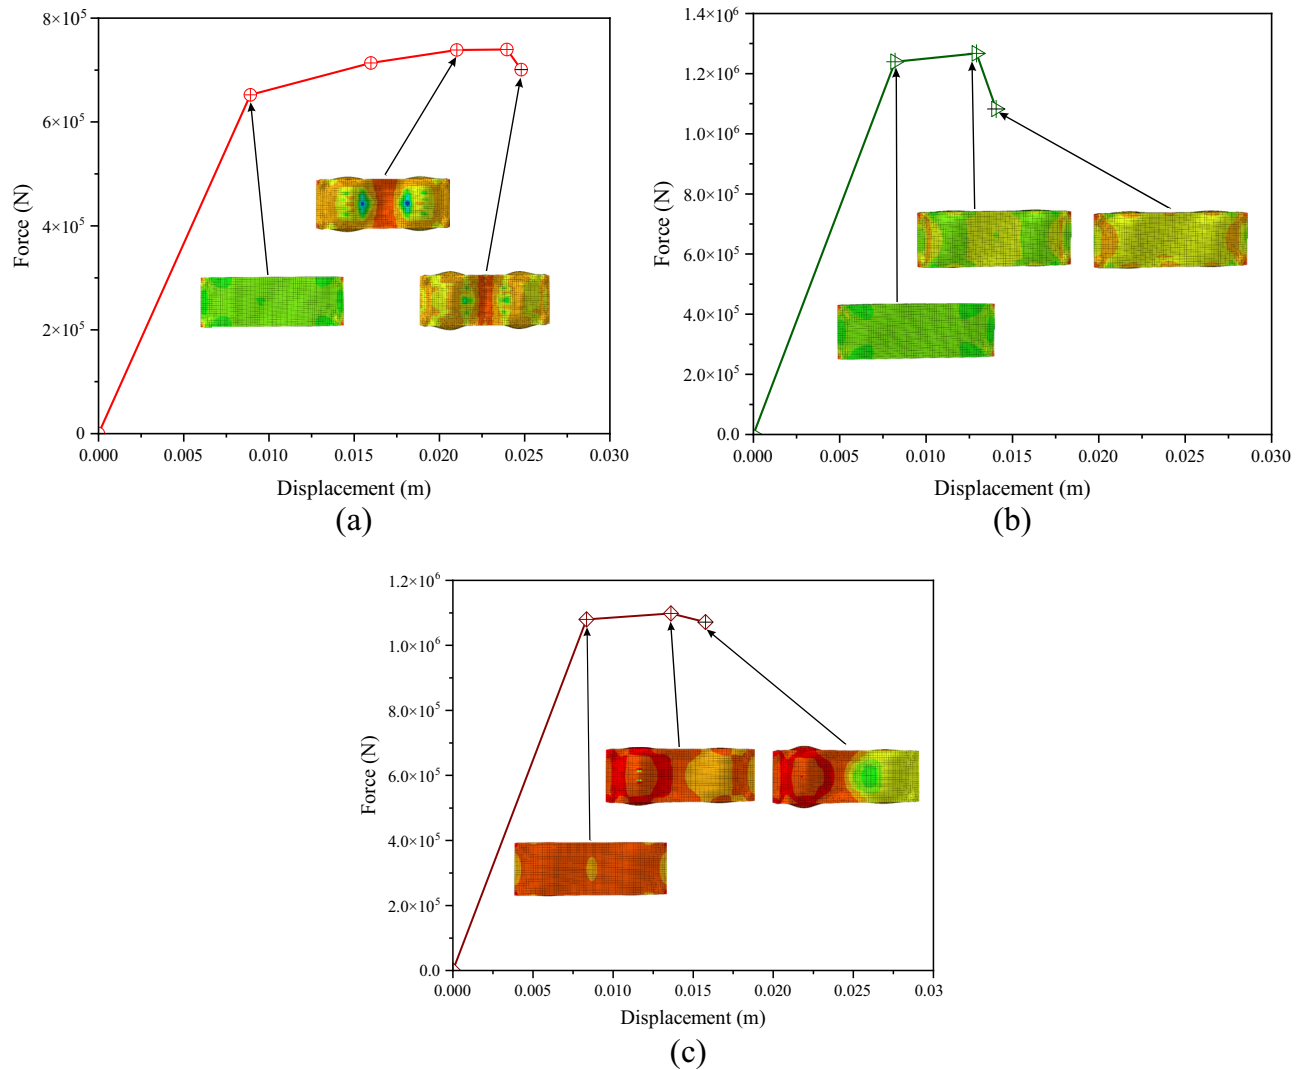 8×10⁵
6×10⁵
4×10⁵
2×10⁵
0
Force (N)
0.000 0.005 0.010 0.015 0.020 0.025 0.030
Displacement (m)
(a)
1.4×10⁶
1.2×10⁶
1.0×10⁶
8.0×10⁵
6.0×10⁵
4.0×10⁵
2.0×10⁵
0.0
Force (N)
0.000 0.005 0.010 0.015 0.020 0.025 0.030
Displacement (m)
(b)
1.2×10⁶
1.0×10⁶
8.0×10⁵
6.0×10⁵
4.0×10⁵
2.0×10⁵
0.0
Force (N)
0.000 0.005 0.010 0.015 0.020 0.025 0.03
Displacement (m)
(c)